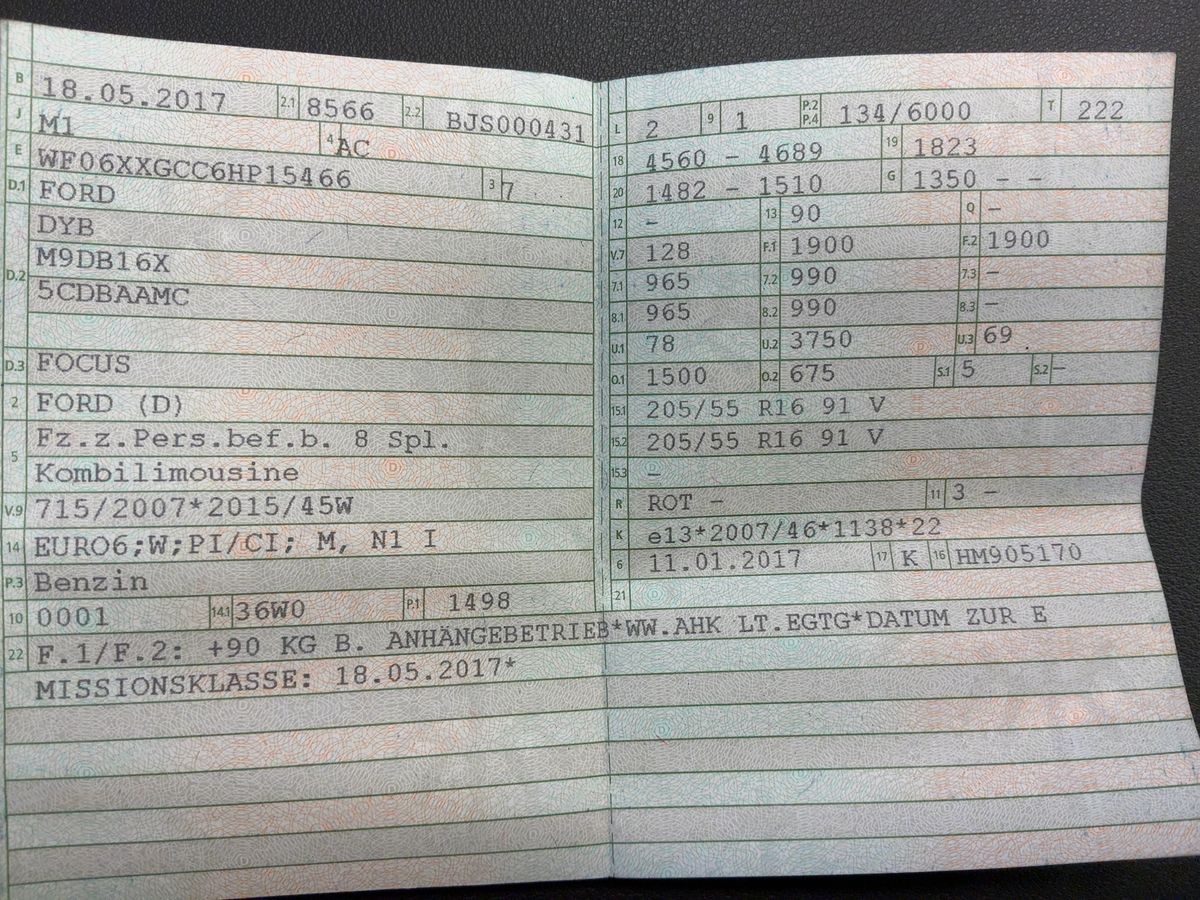 B 18.05.2017 2.1 8566 2.2 BJS000431
J M1 4 AC
E WF06XXGCC6HP15466 3 7
D.1 FORD
D.2 DYB
M9DB16X
5CDBAAMC
D.3 FOCUS
2 FORD (D)
5 Fz.z.Pers.bef.b. 8 Spl.
Kombilimousine
V.9 715/2007*2015/45W
14 EURO6;W;PI/CI; M, N1 I
P.3 Benzin
10 0001 14.1 36W0 P.1 1498
L 2 9 1 P.2 P.4 134/6000 T 222
18 4560 - 4689 19 1823
20 1482 - 1510 G 1350 - -
12 - 13 90 Q -
V.7 128 F.1 1900 F.2 1900
7.1 965 7.2 990 7.3 -
8.1 965 8.2 990 8.3 -
U.1 78 U.2 3750 U.3 69
O.1 1500 O.2 675 S.1 5 S.2 -
15.1 205/55 R16 91 V
15.2 205/55 R16 91 V
15.3 -
R ROT - 11 3 -
K e13*2007/46*1138*22
6 11.01.2017 17 K 16 HM905170
21
22 F.1/F.2: +90 KG B. ANHÄNGEBETRIEB*WW.AHK LT.EGTG*DATUM ZUR E
MISSIONSKLASSE: 18.05.2017*